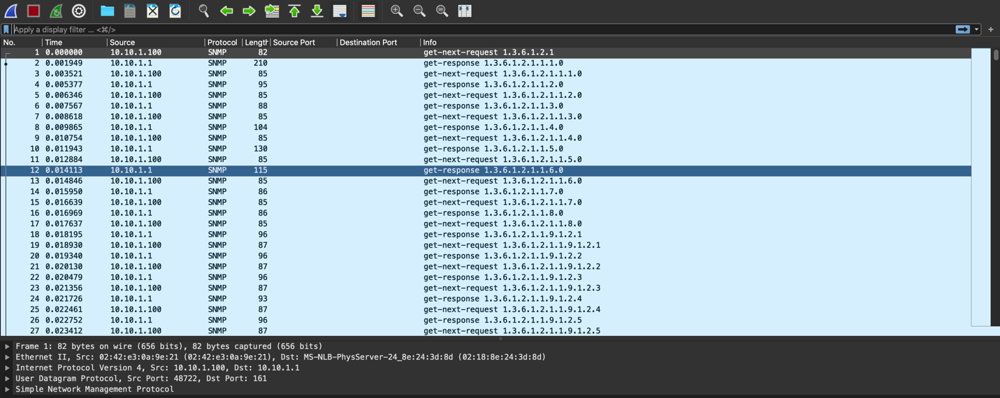 Apply a display filter ... <⌘/>
No. Time Source Protocol Length Source Port Destination Port Info
1 0.000000 10.10.1.100 SNMP 82 get-next-request 1.3.6.1.2.1
2 0.001949 10.10.1.1 SNMP 210 get-response 1.3.6.1.2.1.1.1.0
3 0.003521 10.10.1.100 SNMP 85 get-next-request 1.3.6.1.2.1.1.1.0
4 0.005377 10.10.1.1 SNMP 95 get-response 1.3.6.1.2.1.1.2.0
5 0.006346 10.10.1.100 SNMP 85 get-next-request 1.3.6.1.2.1.1.2.0
6 0.007567 10.10.1.1 SNMP 88 get-response 1.3.6.1.2.1.1.3.0
7 0.008618 10.10.1.100 SNMP 85 get-next-request 1.3.6.1.2.1.1.3.0
8 0.009865 10.10.1.1 SNMP 104 get-response 1.3.6.1.2.1.1.4.0
9 0.010754 10.10.1.100 SNMP 85 get-next-request 1.3.6.1.2.1.1.4.0
10 0.011943 10.10.1.1 SNMP 130 get-response 1.3.6.1.2.1.1.5.0
11 0.012884 10.10.1.100 SNMP 85 get-next-request 1.3.6.1.2.1.1.5.0
12 0.014113 10.10.1.1 SNMP 115 get-response 1.3.6.1.2.1.1.6.0
13 0.014846 10.10.1.100 SNMP 85 get-next-request 1.3.6.1.2.1.1.6.0
14 0.015950 10.10.1.1 SNMP 86 get-response 1.3.6.1.2.1.1.7.0
15 0.016639 10.10.1.100 SNMP 85 get-next-request 1.3.6.1.2.1.1.7.0
16 0.016969 10.10.1.1 SNMP 86 get-response 1.3.6.1.2.1.1.8.0
17 0.017637 10.10.1.100 SNMP 85 get-next-request 1.3.6.1.2.1.1.8.0
18 0.018195 10.10.1.1 SNMP 96 get-response 1.3.6.1.2.1.1.9.1.2.1
19 0.018930 10.10.1.100 SNMP 87 get-next-request 1.3.6.1.2.1.1.9.1.2.1
20 0.019340 10.10.1.1 SNMP 96 get-response 1.3.6.1.2.1.1.9.1.2.2
21 0.020130 10.10.1.100 SNMP 87 get-next-request 1.3.6.1.2.1.1.9.1.2.2
22 0.020479 10.10.1.1 SNMP 96 get-response 1.3.6.1.2.1.1.9.1.2.3
23 0.021356 10.10.1.100 SNMP 87 get-next-request 1.3.6.1.2.1.1.9.1.2.3
24 0.021726 10.10.1.1 SNMP 93 get-response 1.3.6.1.2.1.1.9.1.2.4
25 0.022461 10.10.1.100 SNMP 87 get-next-request 1.3.6.1.2.1.1.9.1.2.4
26 0.022752 10.10.1.1 SNMP 96 get-response 1.3.6.1.2.1.1.9.1.2.5
27 0.023412 10.10.1.100 SNMP 87 get-next-request 1.3.6.1.2.1.1.9.1.2.5
Frame 1: 82 bytes on wire (656 bits), 82 bytes captured (656 bits)
Ethernet II, Src: 02:42:e3:0a:9e:21 (02:42:e3:0a:9e:21), Dst: MS-NLB-PhysServer-24_8e:24:3d:8d (02:18:8e:24:3d:8d)
Internet Protocol Version 4, Src: 10.10.1.100, Dst: 10.10.1.1
User Datagram Protocol, Src Port: 48722, Dst Port: 161
Simple Network Management Protocol